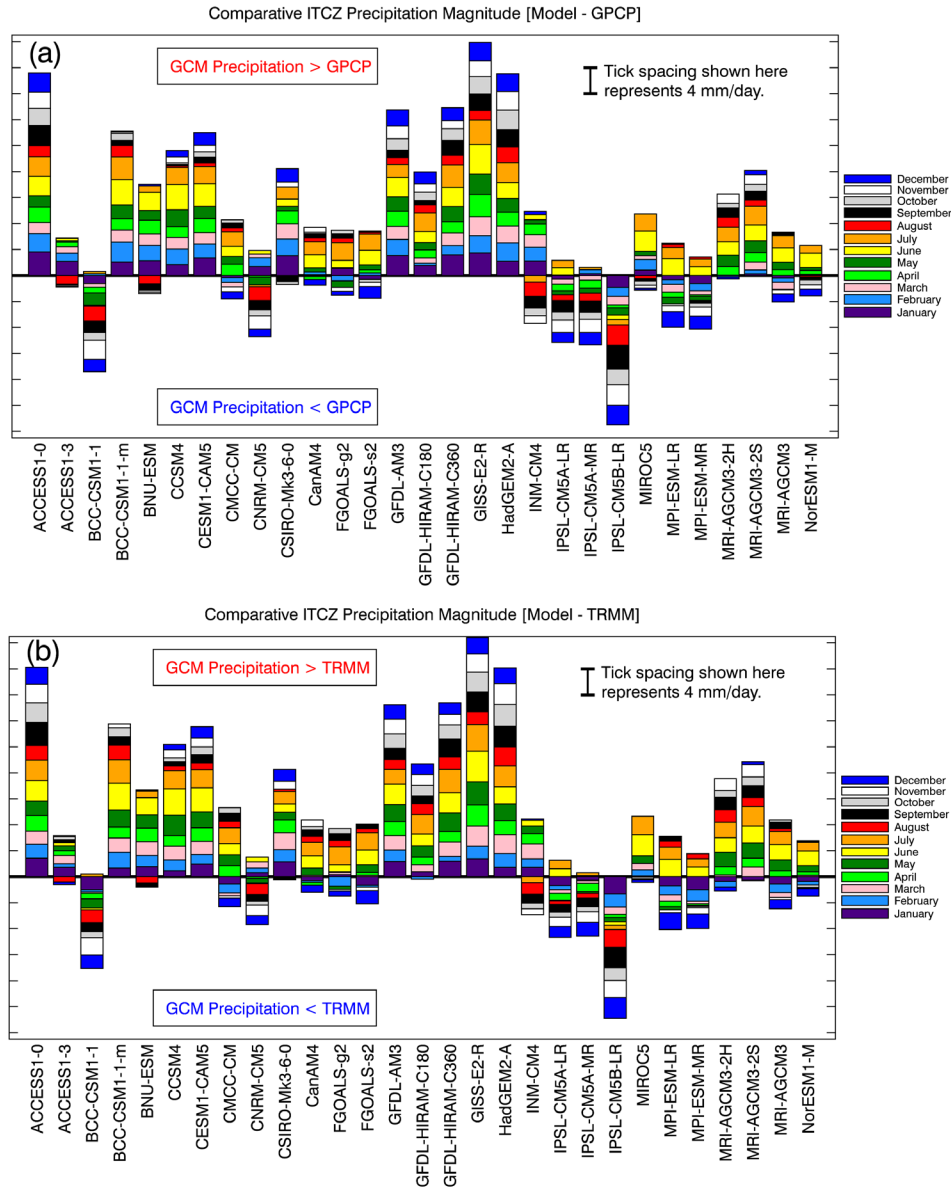 Comparative ITCZ Precipitation Magnitude [Model - GPCP]
(a)
GCM Precipitation > GPCP
Tick spacing shown here
represents 4 mm/day.
GCM Precipitation < GPCP
December
November
October
September
August
July
June
May
April
March
February
January
ACCESS1-0
ACCESS1-3
BCC-CSM1-1
BCC-CSM1-1-m
BNU-ESM
CCSM4
CESM1-CAM5
CMCC-CM
CNRM-CM5
CSIRO-Mk3-6-0
CanAM4
FGOALS-g2
FGOALS-s2
GFDL-AM3
GFDL-HIRAM-C180
GFDL-HIRAM-C360
GISS-E2-R
HadGEM2-A
INM-CM4
IPSL-CM5A-LR
IPSL-CM5A-MR
IPSL-CM5B-LR
MIROC5
MPI-ESM-LR
MPI-ESM-MR
MRI-AGCM3-2H
MRI-AGCM3-2S
MRI-AGCM3
NorESM1-M
Comparative ITCZ Precipitation Magnitude [Model - TRMM]
(b)
GCM Precipitation > TRMM
Tick spacing shown here
represents 4 mm/day.
GCM Precipitation < TRMM
December
November
October
September
August
July
June
May
April
March
February
January
ACCESS1-0
ACCESS1-3
BCC-CSM1-1
BCC-CSM1-1-m
BNU-ESM
CCSM4
CESM1-CAM5
CMCC-CM
CNRM-CM5
CSIRO-Mk3-6-0
CanAM4
FGOALS-g2
FGOALS-s2
GFDL-AM3
GFDL-HIRAM-C180
GFDL-HIRAM-C360
GISS-E2-R
HadGEM2-A
INM-CM4
IPSL-CM5A-LR
IPSL-CM5A-MR
IPSL-CM5B-LR
MIROC5
MPI-ESM-LR
MPI-ESM-MR
MRI-AGCM3-2H
MRI-AGCM3-2S
MRI-AGCM3
NorESM1-M